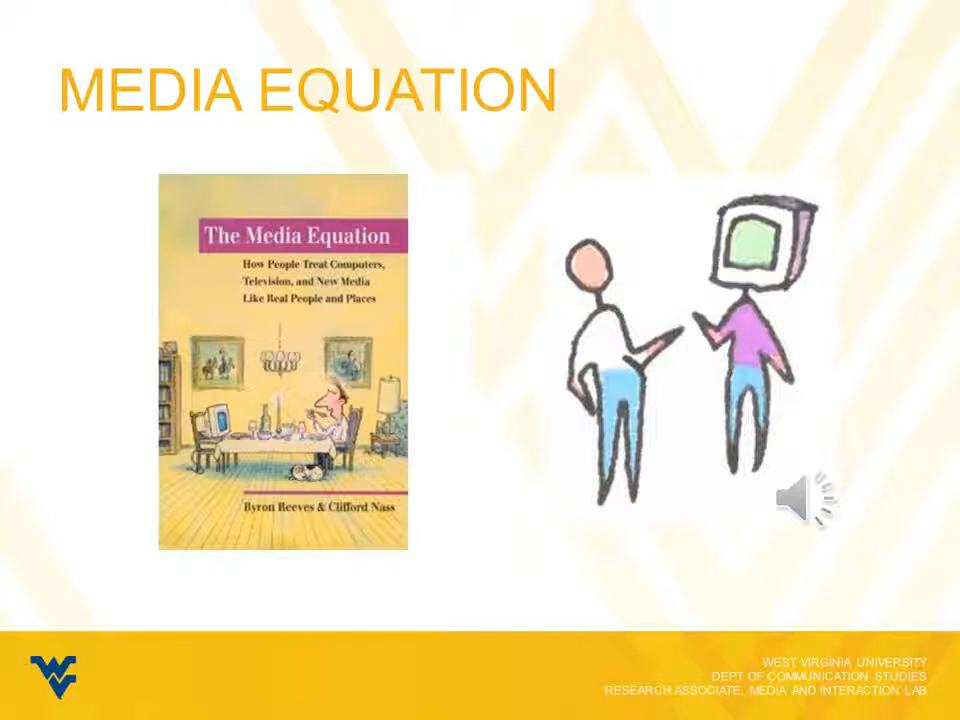 MEDIA EQUATION
The Media Equation
How People Treat Computers,
Television, and New Media
Like Real People and Places
Byron Reeves & Clifford Nass
WEST VIRGINIA UNIVERSITY
DEPT OF COMMUNICATION STUDIES
RESEARCH ASSOCIATE, MEDIA AND INTERACTION LAB